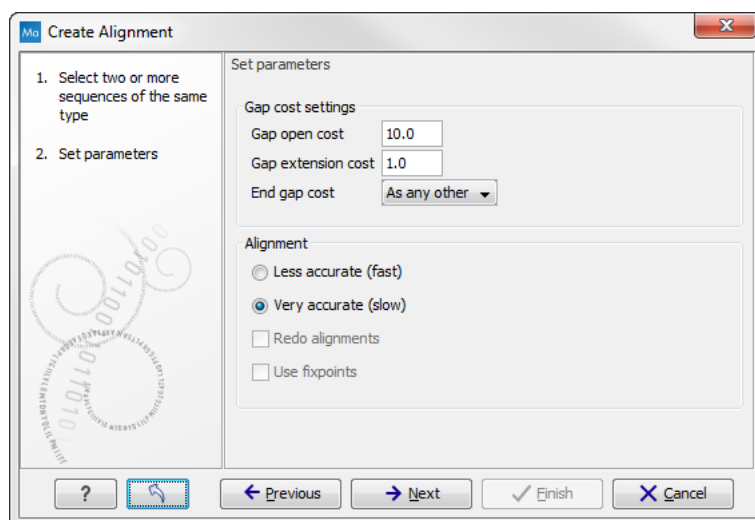 Ma Create Alignment
1. Select two or more
sequences of the same
type
2. Set parameters
Set parameters
Gap cost settings
Gap open cost 10.0
Gap extension cost 1.0
End gap cost As any other
Alignment
Less accurate (fast)
Very accurate (slow)
Redo alignments
Use fixpoints
? Previous Next Finish Cancel